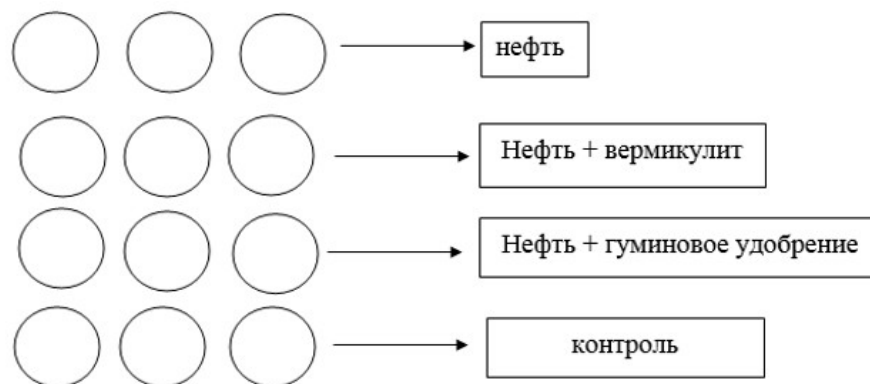 нефть
Нефть + вермикулит
Нефть + гуминовое удобрение
контроль